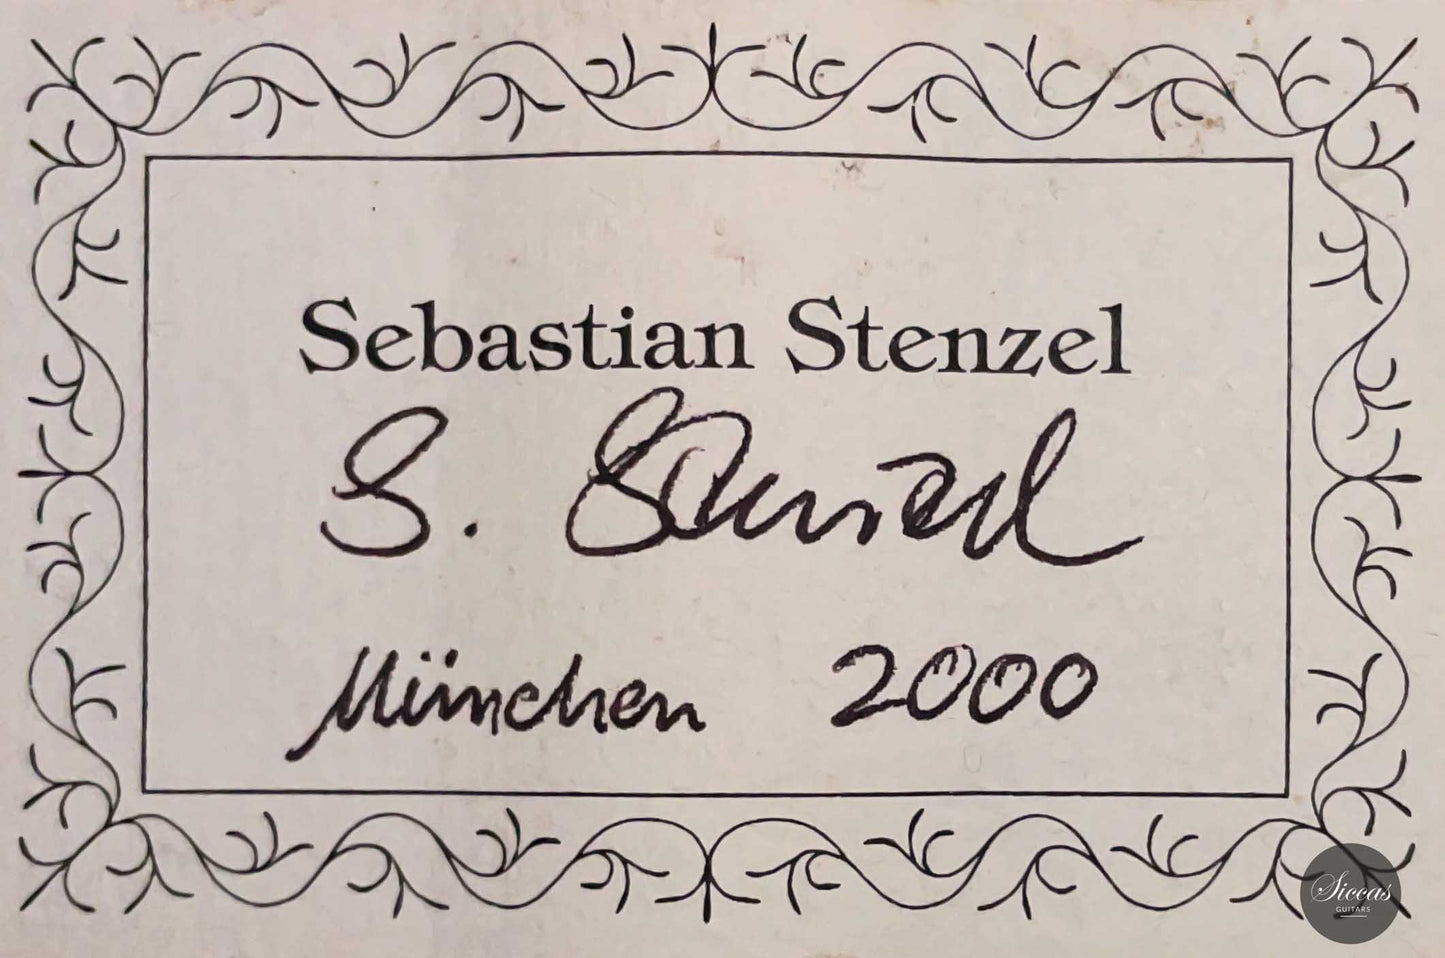 Sebastian Stenzel
S. Stenzel
München 2000
Siccas
GUITARS